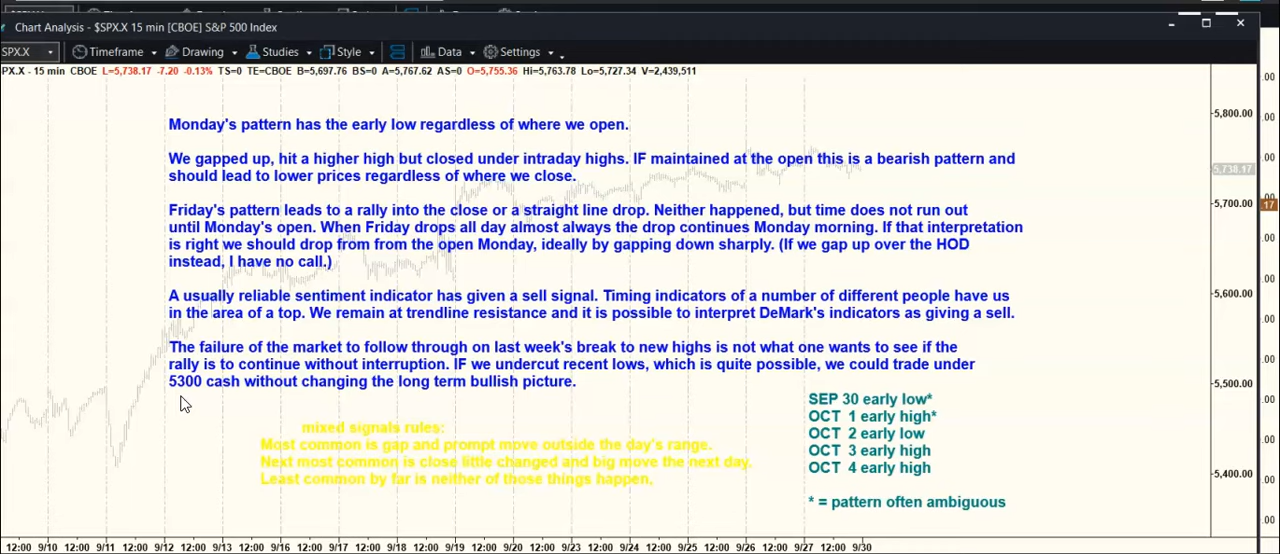 Chart Analysis - $SPX.X 15 min [CBOE] S&P 500 Index
SPX.X Timeframe Drawing Studies Style Data Settings
PX.X - 15 min CBOE L=5,738.17 -7.20 -0.13% TS=0 TE=CBOE B=5,697.76 BS=0 A=5,767.62 AS=0 O=5,755.36 Hi=5,763.78 Lo=5,727.34 V=2,439,511
Monday's pattern has the early low regardless of where we open.
We gapped up, hit a higher high but closed under intraday highs. IF maintained at the open this is a bearish pattern and
should lead to lower prices regardless of where we close.
Friday's pattern leads to a rally into the close or a straight line drop. Neither happened, but time does not run out
until Monday's open. When Friday drops all day almost always the drop continues Monday morning. If that interpretation
is right we should drop from from the open Monday, ideally by gapping down sharply. (If we gap up over the HOD
instead, I have no call.)
A usually reliable sentiment indicator has given a sell signal. Timing indicators of a number of different people have us
in the area of a top. We remain at trendline resistance and it is possible to interpret DeMark's indicators as giving a sell.
The failure of the market to follow through on last week's break to new highs is not what one wants to see if the
rally is to continue without interruption. IF we undercut recent lows, which is quite possible, we could trade under
5300 cash without changing the long term bullish picture.
mixed signals rules:
Most common is gap and prompt move outside the day's range.
Next most common is close little changed and big move the next day.
Least common by far is neither of those things happen.
SEP 30 early low*
OCT 1 early high*
OCT 2 early low
OCT 3 early high
OCT 4 early high
* = pattern often ambiguous
5,800.00
5,738.17
5,700.00
17
5,600.00
5,500.00
5,400.00
12:00 9/10 12:00 9/11 12:00 9/12 12:00 9/13 12:00 9/16 12:00 9/17 12:00 9/18 12:00 9/19 12:00 9/20 12:00 9/23 12:00 9/24 12:00 9/25 12:00 9/26 12:00 9/27 12:00 9/30